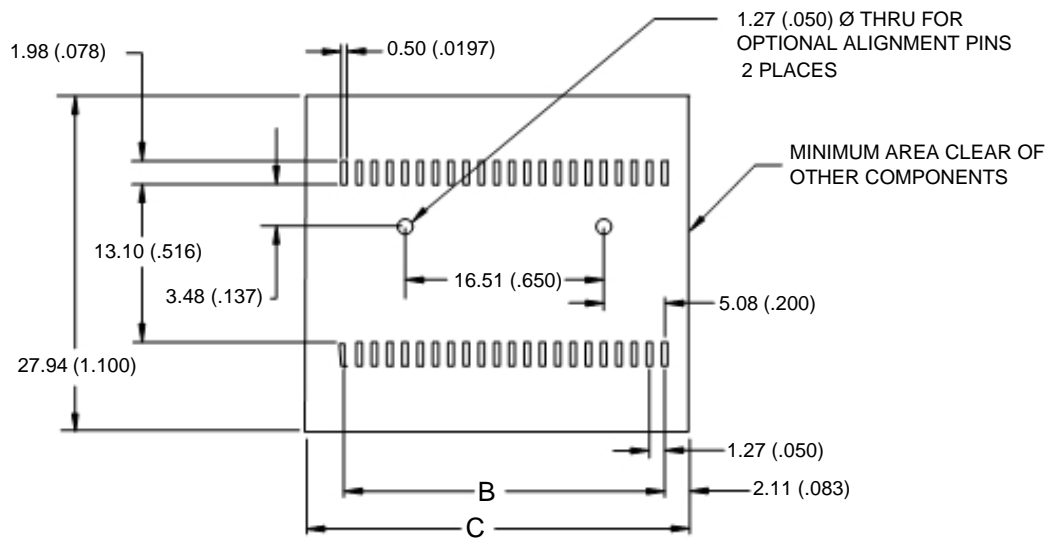 1.27 (.050) Ø THRU FOR
OPTIONAL ALIGNMENT PINS
2 PLACES
1.98 (.078)
0.50 (.0197)
MINIMUM AREA CLEAR OF
OTHER COMPONENTS
13.10 (.516)
16.51 (.650)
3.48 (.137)
5.08 (.200)
27.94 (1.100)
1.27 (.050)
B
2.11 (.083)
C